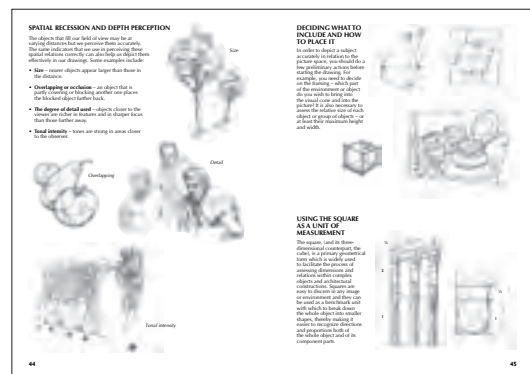 SPATIAL RECESSION AND DEPTH PERCEPTION
The objects that fill our field of view may be at
varying distances but we perceive them accurately.
The same indicators that we use in perceiving these
spatial relations correctly can also help us depict them
effectively in our drawings. Some examples include:
• Size – nearer objects appear larger than those in
the distance.
• Overlapping or occlusion – an object that is
partly covering or blocking another one places
the blocked object further back.
• The degree of detail used – objects closer to the
viewers are richer in features and in sharper focus
than those further away.
• Tonal intensity – tones are strong in areas closer
to the observer.
Size
Overlapping
Detail
Tonal intensity
44
DECIDING WHAT TO
INCLUDE AND HOW
TO PLACE IT
In order to depict a subject
accurately in relation to the
picture space, you should do a
few preliminary actions before
starting the drawing. For
example, you need to decide
on the framing – which part
of the environment or object
do you wish to bring into
the visual cone and into the
picture? It is also necessary to
assess the relative size of each
object or group of objects – or
at least their maximum height
and width.
USING THE SQUARE
AS A UNIT OF
MEASUREMENT
The square, (and its three-
dimensional counterpart, the
cube), is a primary geometrical
form which is widely used
to facilitate the process of
assessing dimensions and
relations within complex
objects and architectural
constructions. Squares are
easy to discern in any image
or environment and they can
be used as a benchmark unit
with which to break down
the whole object into smaller
shapes, thereby making it
easier to recognize directions
and proportions both of
the whole object and of its
component parts.
½
2
1
½
1
45